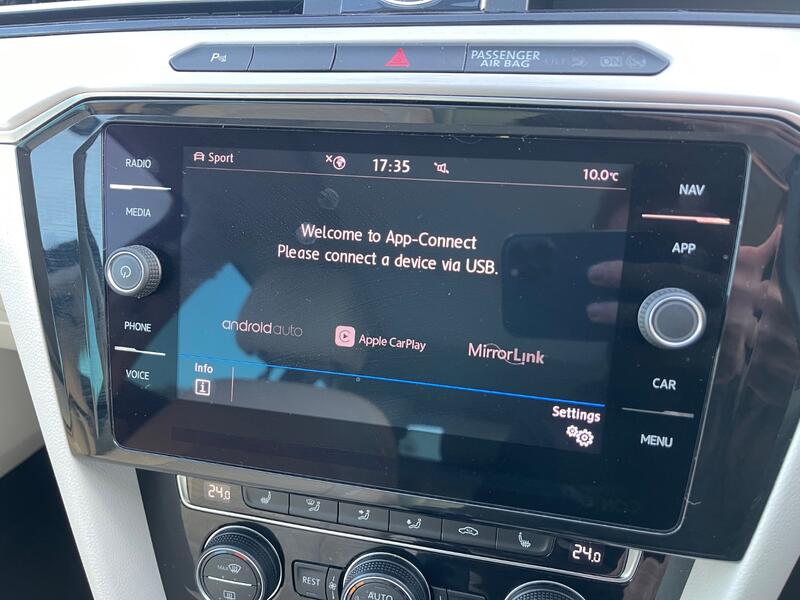 P
PASSENGER
AIR BAG
ON
RADIO
MEDIA
PHONE
VOICE
Sport
17:35
10.0°C
Welcome to App-Connect
Please connect a device via USB.
androidauto
Apple CarPlay
MirrorLink
Info
i
Settings
NAV
APP
CAR
MENU
24.0
24.0
MAX
REST
AUTO